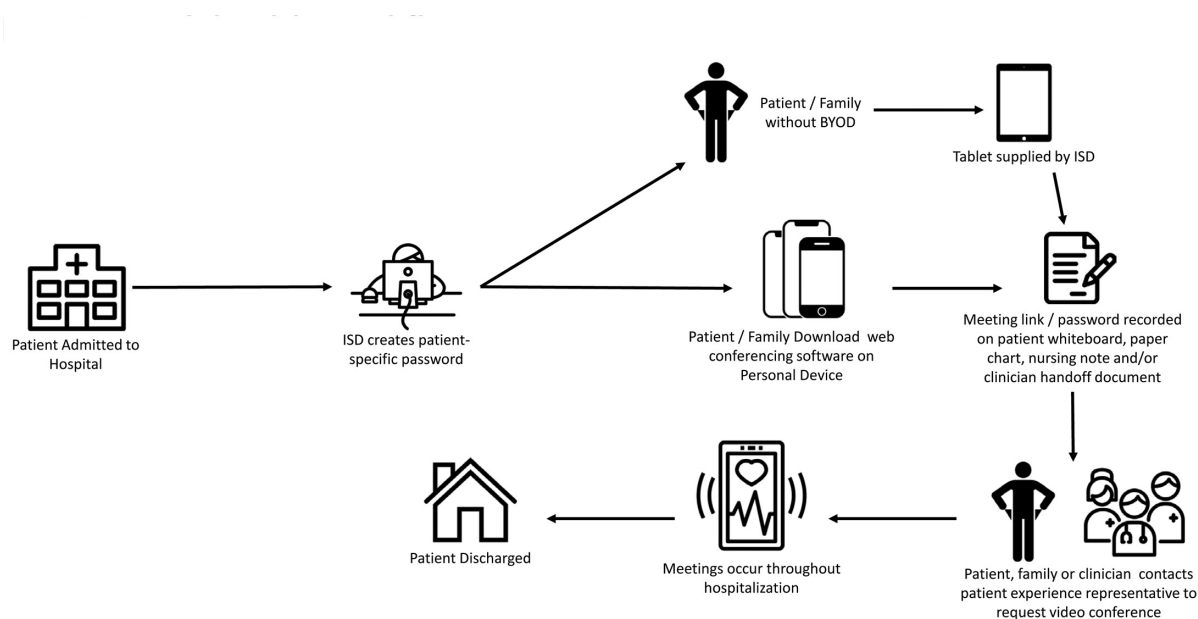 Patient / Family
without BYOD
Tablet supplied by ISD
Patient Admitted to
Hospital
ISD creates patient-
specific password
Patient / Family Download web
conferencing software on
Personal Device
Meeting link / password recorded
on patient whiteboard, paper
chart, nursing note and/or
clinician handoff document
Patient, family or clinician contacts
patient experience representative to
request video conference
Meetings occur throughout
hospitalization
Patient Discharged